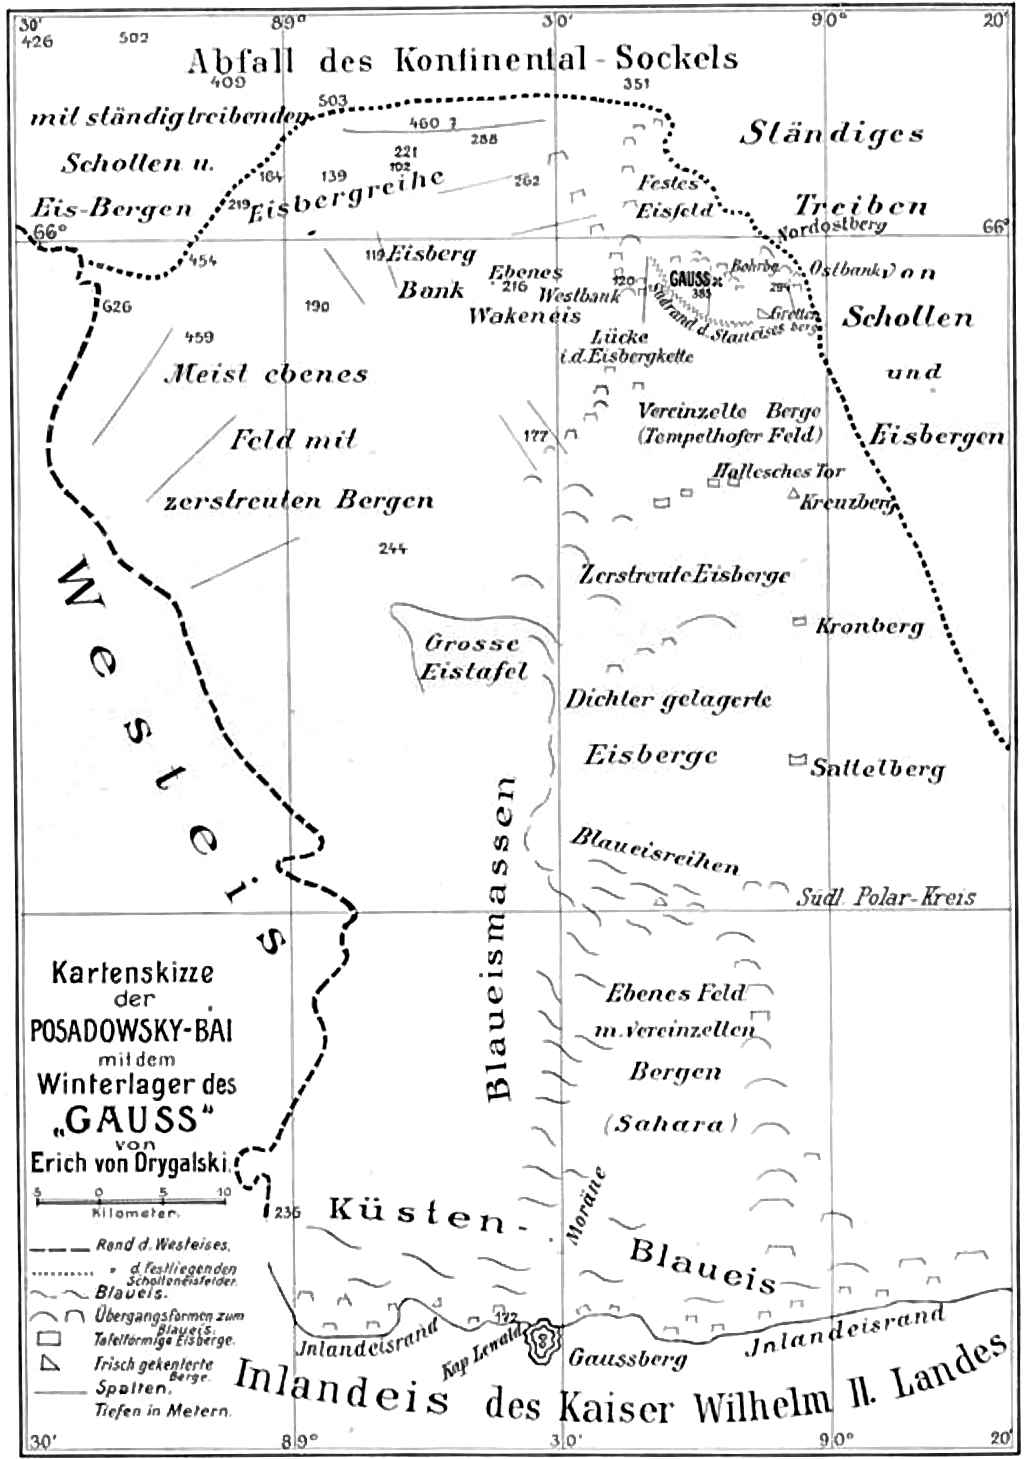 30'
89°
30'
90°
20'
426
502
Abfall des Kontinental-Sockels
409
351
503
mit ständig treibenden
460 ?
288
Ständiges
Schollen u.
221
102
164
139
262
Festes
Eis-Bergen
219
Eisbergreihe
Eisfeld
Treiben
66°
66°
Nordostberg
454
119
Eisberg
Bank
Ebenes
216
Wakeneis
Westbank
120
GAUSS
385
Bohrbg
294
Ostbank
von
626
190
Südrand d. Scholleneises
Schollen
459
Lücke
i.d. Eisbergkette
und
Meist ebenes
Vereinzelte Berge
(Tempelhofer Feld)
Eisbergen
Feld mit
177
Hallesches Tor
Kreuzberg
zerstreuten Bergen
244
Zerstreute Eisberge
Westeis
Kronberg
Grosse
Eistafel
Dichter gelagerte
Eisberge
Sattelberg
Blaueismassen
Blaueisreihen
Südl. Polar-Kreis
Kartenskizze
der
POSADOWSKY-BAI
mit dem
Winterlager des
„GAUSS"
von
Erich von Drygalski.
Ebenes Feld
m. vereinzelten
Bergen
(Sahara)
5 0 5 10
Kilometer.
236
Küsten-
Moräne
Blaueis
Rand d. Westeises.
" d. festliegenden
Scholleneisfelder.
Blaueis.
Übergangsformen zum
Blaueis.
Tafelförmige Eisberge.
Frisch gekenterte
Berge.
Spalten.
Tiefen in Metern.
172
Inlandeisrand
Kap Lewald
Gaussberg
Inlandeisrand
Inlandeis des Kaiser Wilhelm II. Landes
30'
89°
30'
90°
20'